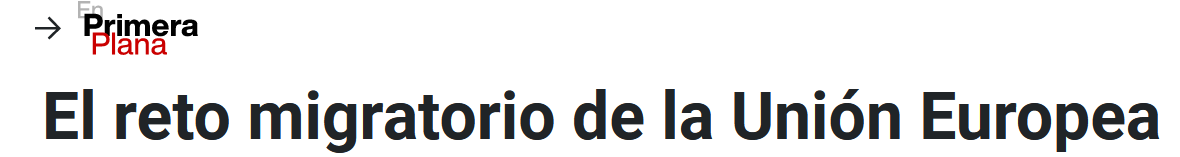 En
Primera
Plana
El reto migratorio de la Unión Europea